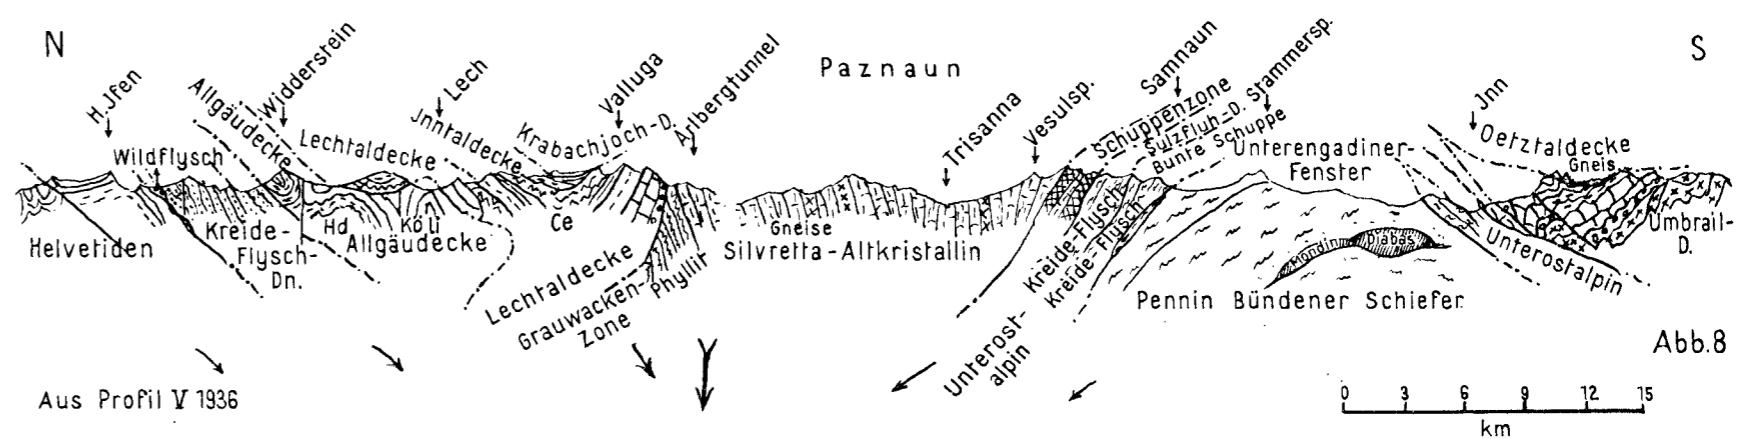 N
S
H.Jfen
Allgäudecke
Widderstein
Lech
Valluga
Arlbergtunnel
Paznaun
Trisanna
Vesulsp.
Samnaun
Stammersp.
Jnn
Wildflysch
Lechtaldecke
Jnntaldecke
Krabachjoch-D.
Schuppenzone
Sulzfluh-D.
Bunte Schuppe
Unterengadiner-
Fenster
Oetztaldecke
Gneis
Helvetiden
Kreide-
Flysch-
Dn.
Hd
Kö Li
Allgäudecke
Ce
Lechtaldecke
Grauwacken-
Zone
Phyllit
Gneise
Silvretta-Altkristallin
Kreide-Flysch
Kreide-Flysch
Unterost-
alpin
Mondin
Diabas
Pennin Bündener Schiefer
Unterostalpin
Umbrail-
D.
Abb.8
Aus Profil V 1936
0 3 6 9 12 15
km